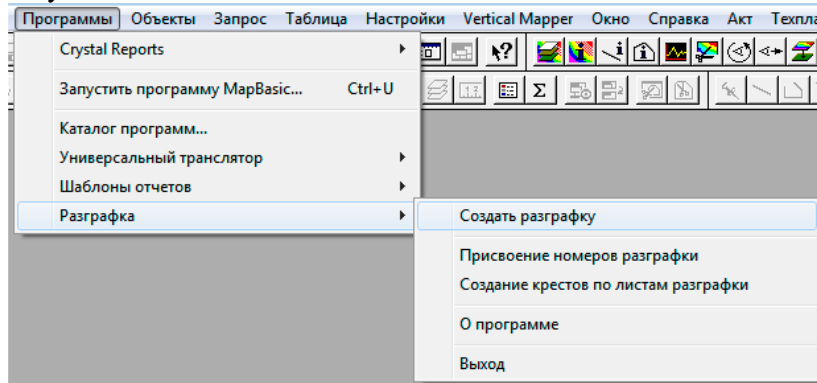 Программы Объекты Запрос Таблица Настройки Vertical Mapper Окно Справка Акт Техпла
Crystal Reports
Запустить программу MapBasic... Ctrl+U
Каталог программ...
Универсальный транслятор
Шаблоны отчетов
Разграфка
Создать разграфку
Присвоение номеров разграфки
Создание крестов по листам разграфки
О программе
Выход